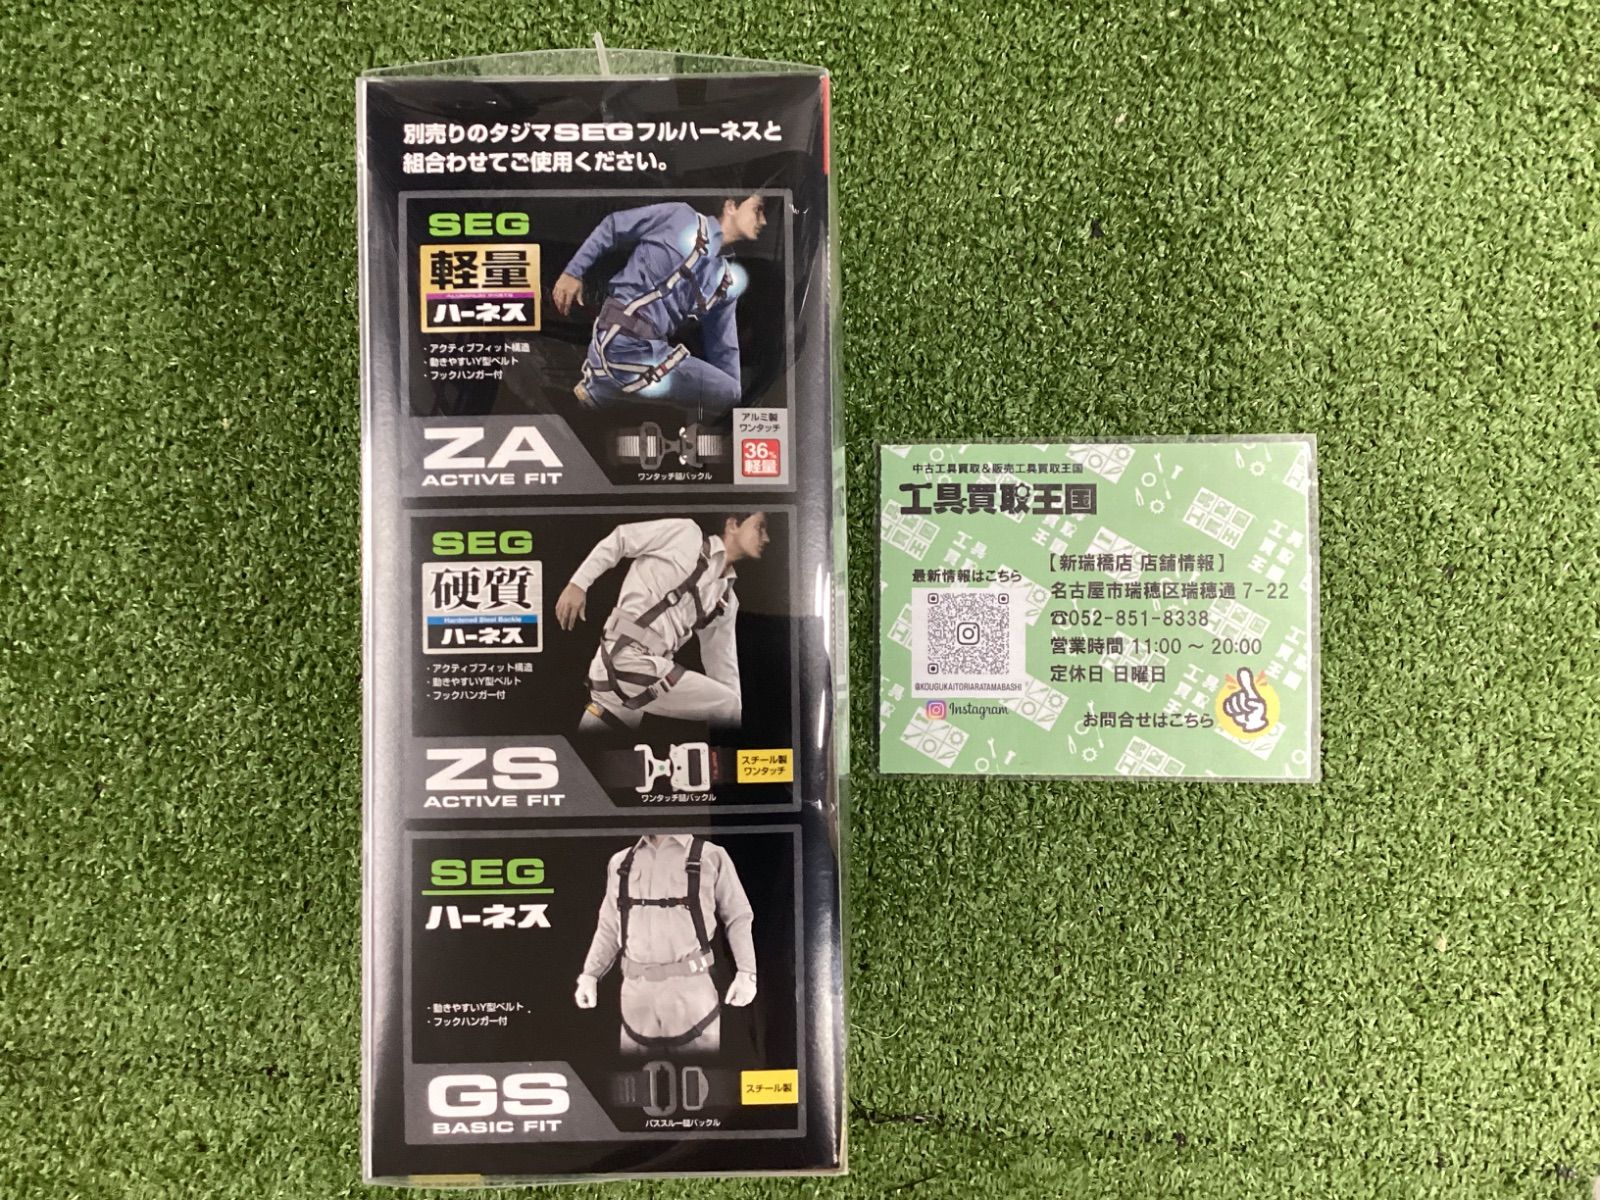 別売りのタジマSEGフルハーネスと
組合わせてご使用ください。
SEG
軽量
ALUMINUM PARTS
ハーネス
・アクティブフィット構造
・動きやすいY型ベルト
・フックハンガー付
ZA
ACTIVE FIT
ワンタッチ肩バックル
アルミ製
ワンタッチ
36%
軽量
SEG
硬質
Hardened Steel Buckle
ハーネス
・アクティブフィット構造
・動きやすいY型ベルト
・フックハンガー付
ZS
ACTIVE FIT
ワンタッチ肩バックル
スチール製
ワンタッチ
SEG
ハーネス
・動きやすいY型ベルト
・フックハンガー付
GS
BASIC FIT
パススルー肩バックル
スチール製
中古工具買取&販売工具買取王国
工具買取王国
【新瑞橋店 店舗情報】
最新情報はこちら
名古屋市瑞穂区瑞穂通 7-22
☎052-851-8338
営業時間 11:00 ～ 20:00
定休日 日曜日
@KOUGUKAITORIARATAMABASHI
Instagram
お問合せはこちら